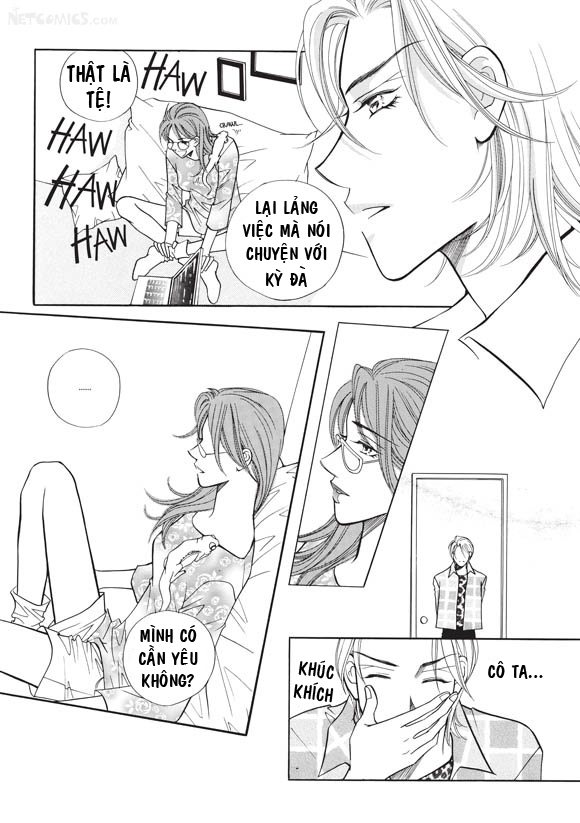 NETCOMICS.COM
THẬT LÀ
TỆ!
HAW
HAW
HAW
HAW
CRAWL
LẠI LẢNG
VIỆC MÀ NÓI
CHUYỆN VỚI
KỲ ĐÀ
......
MÌNH CÓ
CẦN YÊU
KHÔNG?
KHÚC
KHÍCH
CÔ TA...